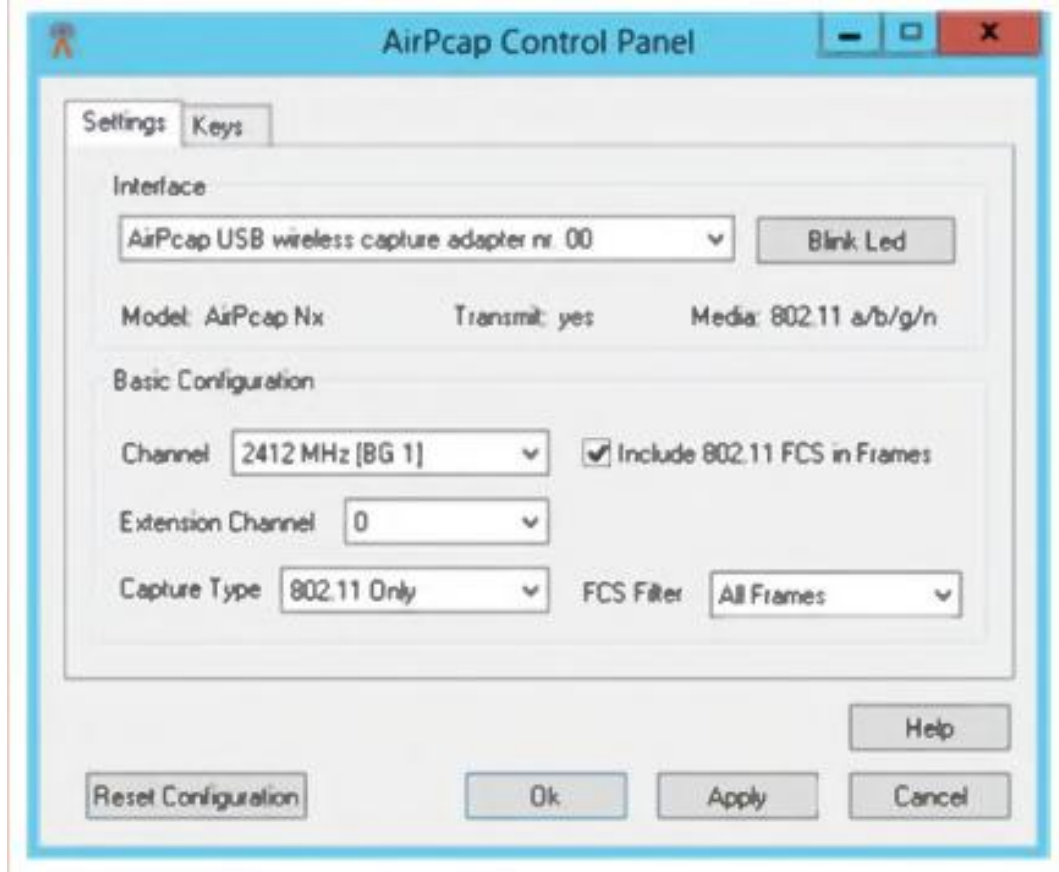 AirPcap Control Panel
Settings Keys
Interface
AirPcap USB wireless capture adapter nr. 00 Blink Led
Model: AirPcap Nx Transmit: yes Media: 802.11 a/b/g/n
Basic Configuration
Channel 2412 MHz [BG 1] Include 802.11 FCS in Frames
Extension Channel 0
Capture Type 802.11 Only FCS Filter All Frames
Help
Reset Configuration Ok Apply Cancel